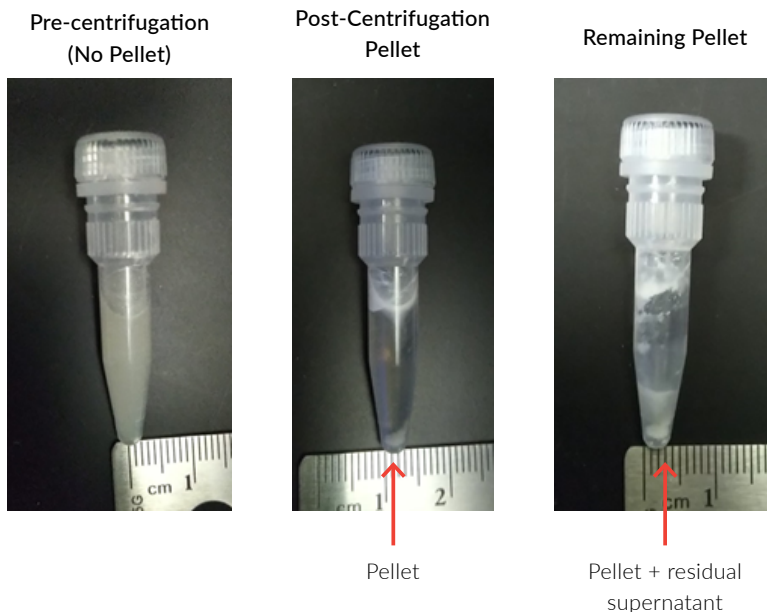 Pre-centrifugation
(No Pellet)
Post-Centrifugation
Pellet
Remaining Pellet
cm 1
cm 1 2
cm 1
Pellet
Pellet + residual
supernatant